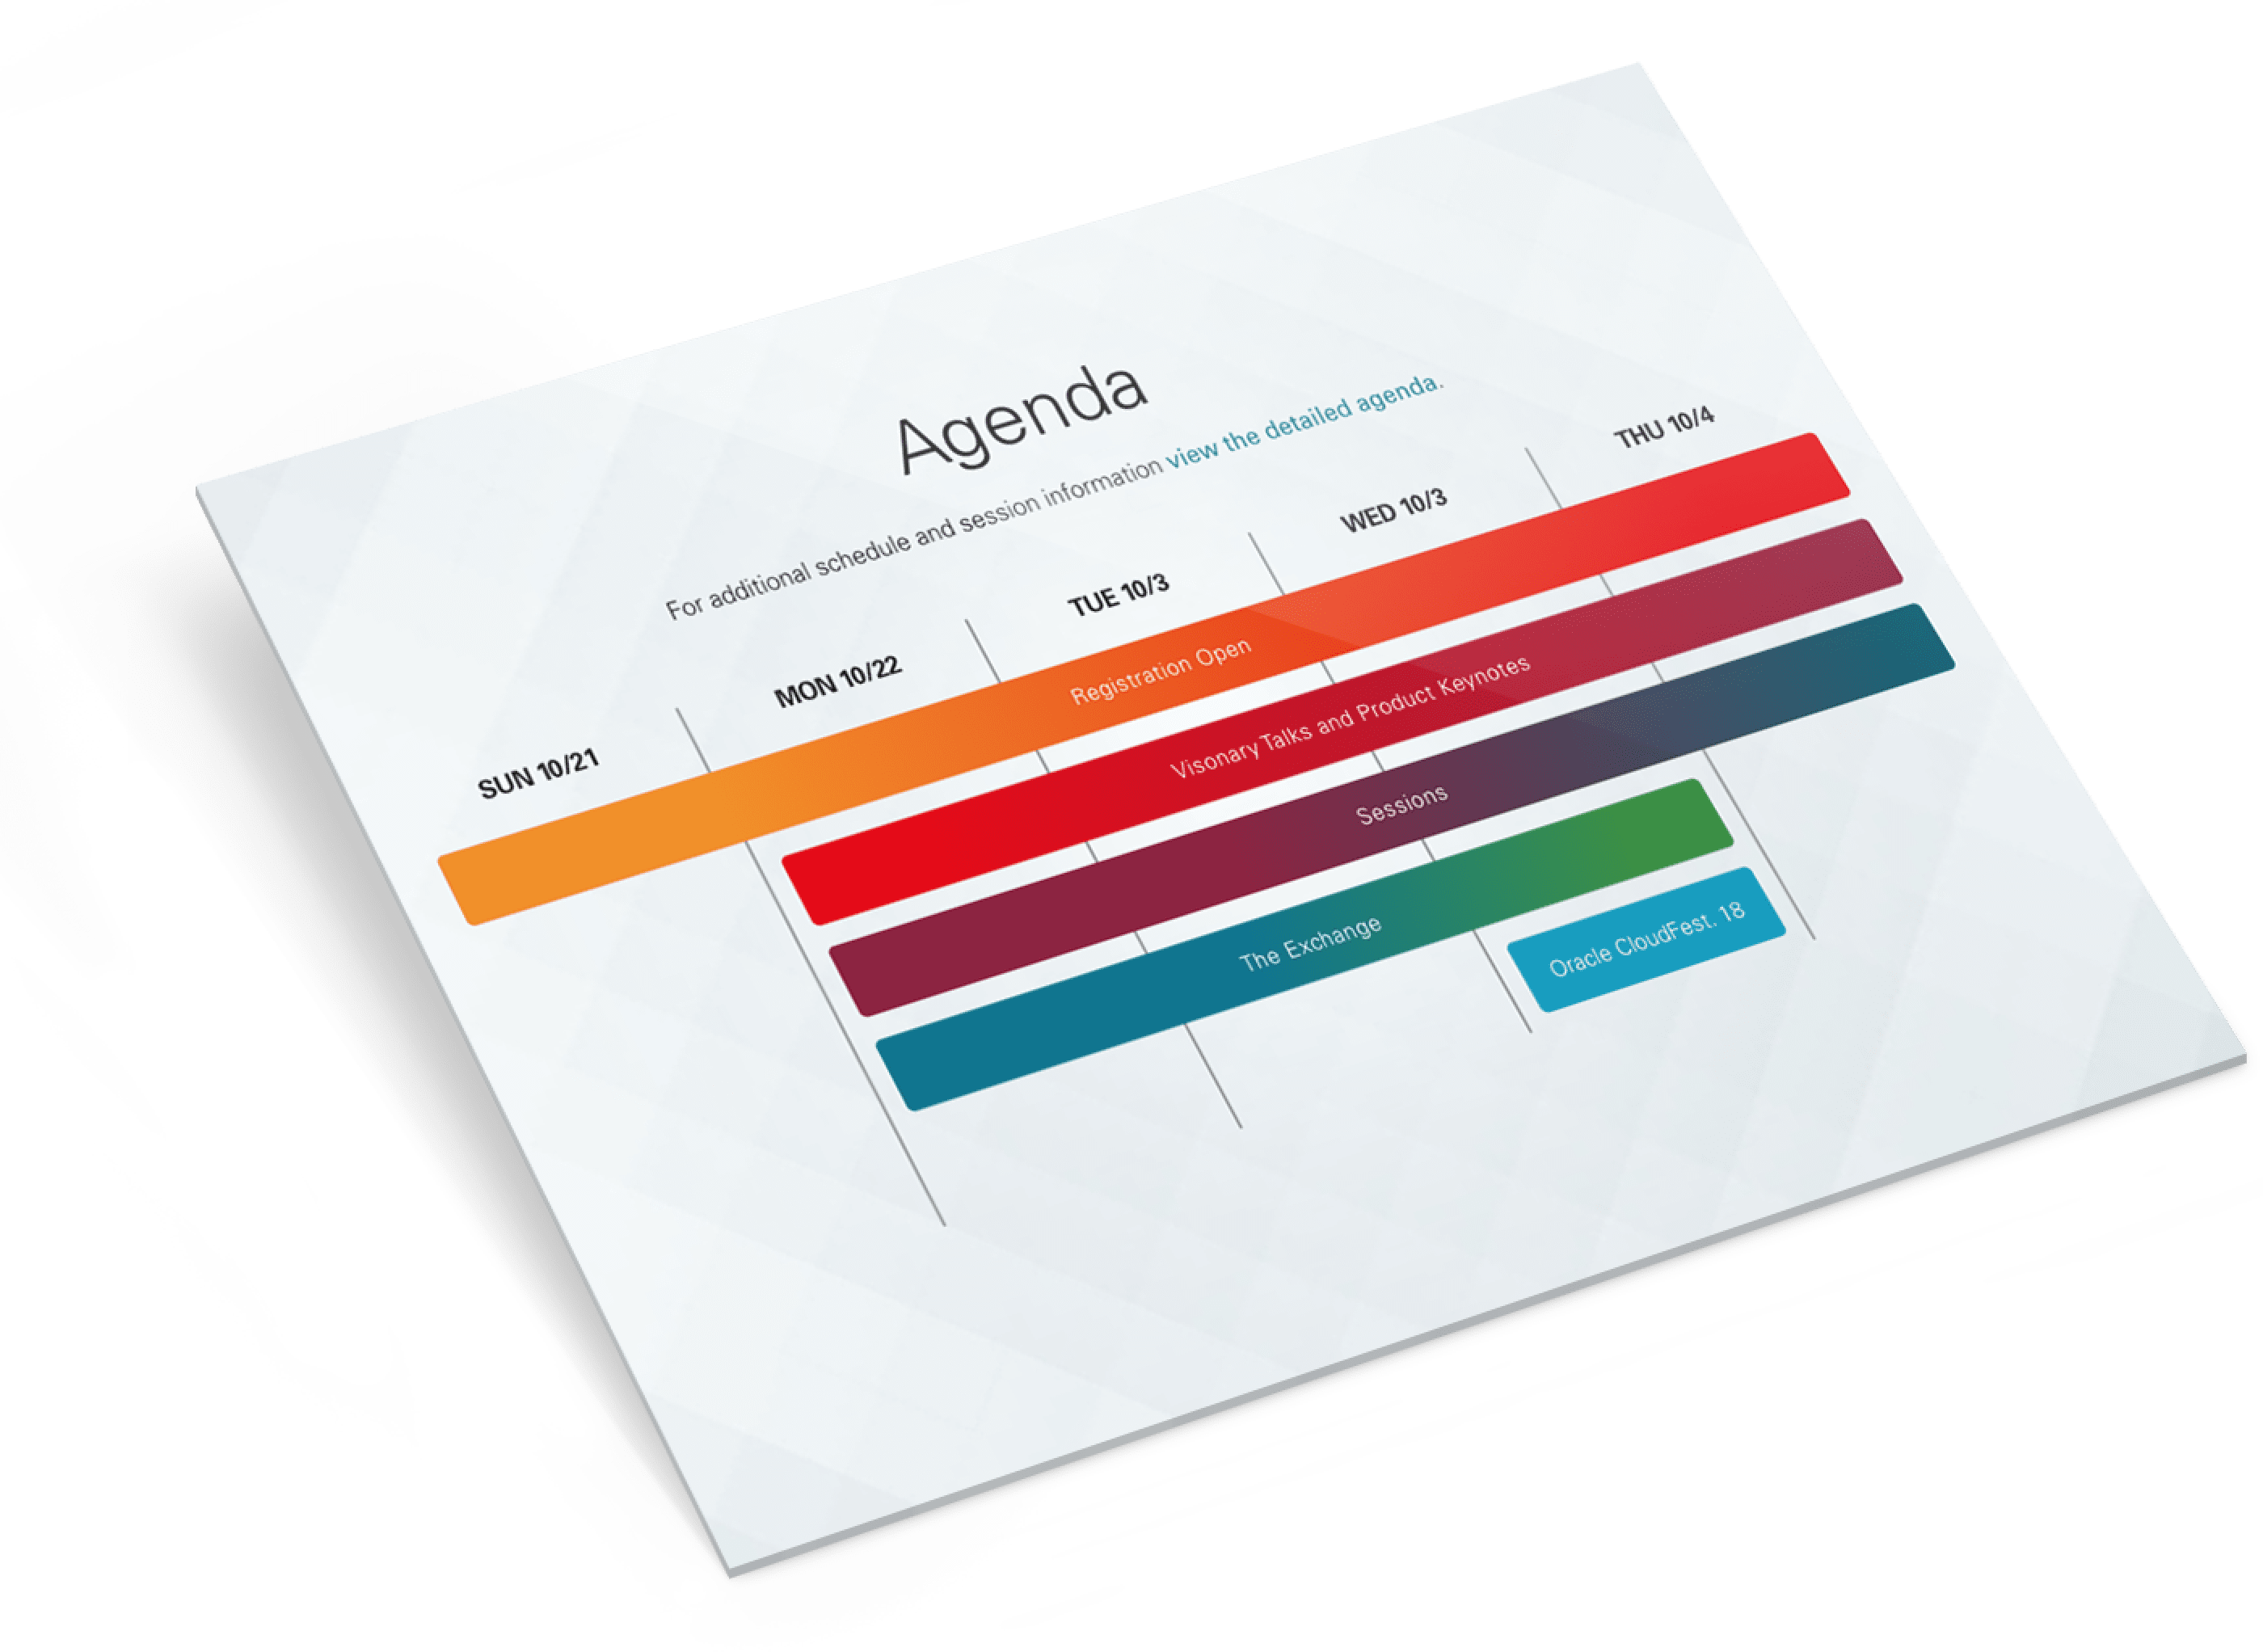 Agenda
For additional schedule and session information view the detailed agenda.
SUN 10/21
MON 10/22
TUE 10/3
WED 10/3
THU 10/4
Registration Open
Visonary Talks and Product Keynotes
Sessions
The Exchange
Oracle CloudFest. 18